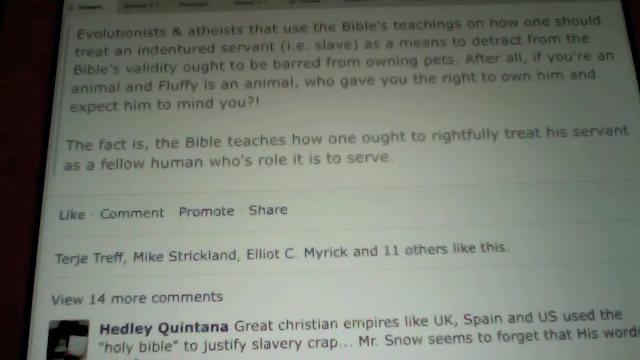 Evolutionists & atheists that use the Bible's teachings on how one should
treat an indentured servant (i.e. slave) as a means to detract from the
Bible's validity ought to be barred from owning pets. After all, if you're an
animal and Fluffy is an animal, who gave you the right to own him and
expect him to mind you?!
The fact is, the Bible teaches how one ought to rightfully treat his servant
as a fellow human who's role it is to serve.
Like · Comment · Promote · Share
Terje Treff, Mike Strickland, Elliot C. Myrick and 11 others like this.
View 14 more comments
Hedley Quintana Great christian empires like UK, Spain and US used the
"holy bible" to justify slavery crap... Mr. Snow seems to forget that His words